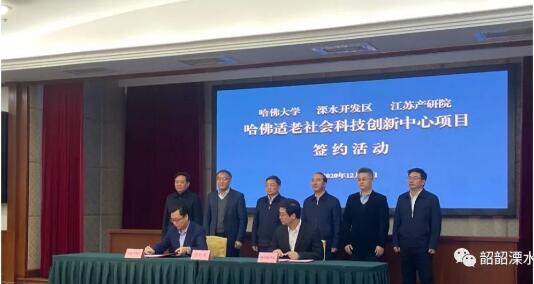 哈佛大学 溧水开发区 江苏产研院
哈佛适老社会科技创新中心项目
签约活动
2020年12月
韶韶溧水